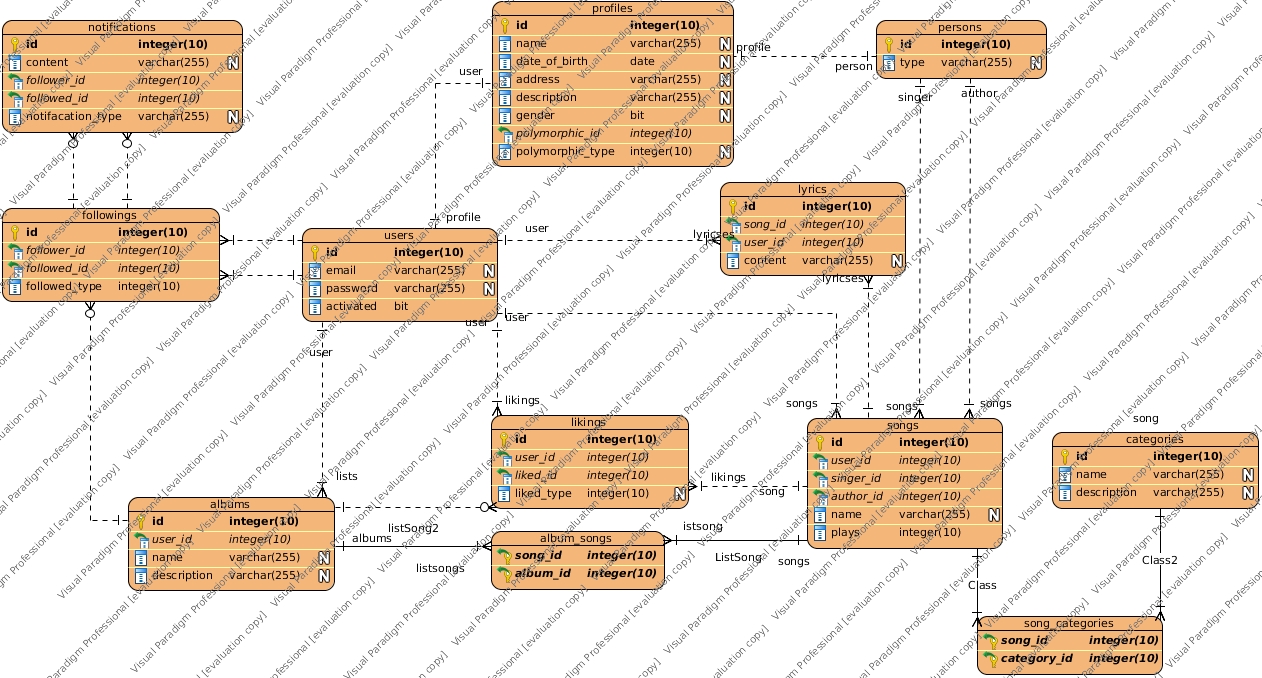 profiles
id integer(10)
name varchar(255) N
date_of_birth date N
address varchar(255) N
description varchar(255) N
gender bit N
polymorphic_id integer(10)
polymorphic_type integer(10) N
notifications
id integer(10)
content varchar(255) N
follower_id integer(10)
followed_id integer(10)
notifacation_type varchar(255) N
persons
id integer(10)
type varchar(255) N
profile
person
user
profile
singer
author
followings
id integer(10)
follower_id integer(10)
followed_id integer(10)
followed_type integer(10)
users
id integer(10)
email varchar(255) N
password varchar(255) N
activated bit
lyrics
id integer(10)
song_id integer(10)
user_id integer(10)
content varchar(255) N
user
lyricses
lyricses
user
user
user
likings
songs
songs
songs
likings
id integer(10)
user_id integer(10)
liked_id integer(10)
liked_type integer(10) N
songs
id integer(10)
user_id integer(10)
singer_id integer(10)
author_id integer(10)
name varchar(255) N
plays integer(10)
song
categories
id integer(10)
name varchar(255) N
description varchar(255) N
lists
likings
song
albums
id integer(10)
user_id integer(10)
name varchar(255) N
description varchar(255) N
listSong2
albums
listsongs
album_songs
song_id integer(10)
album_id integer(10)
istsong
ListSong
songs
Class
Class2
song_categories
song_id integer(10)
category_id integer(10)
Visual Paradigm Professional [evaluation copy]